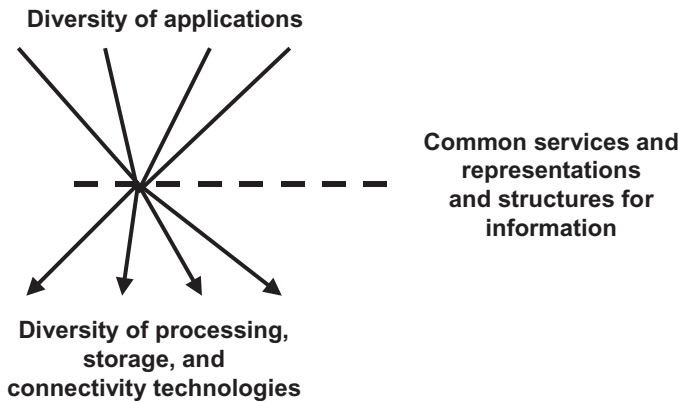 Diversity of applications
Common services and
representations
and structures for
information
Diversity of processing,
storage, and
connectivity technologies